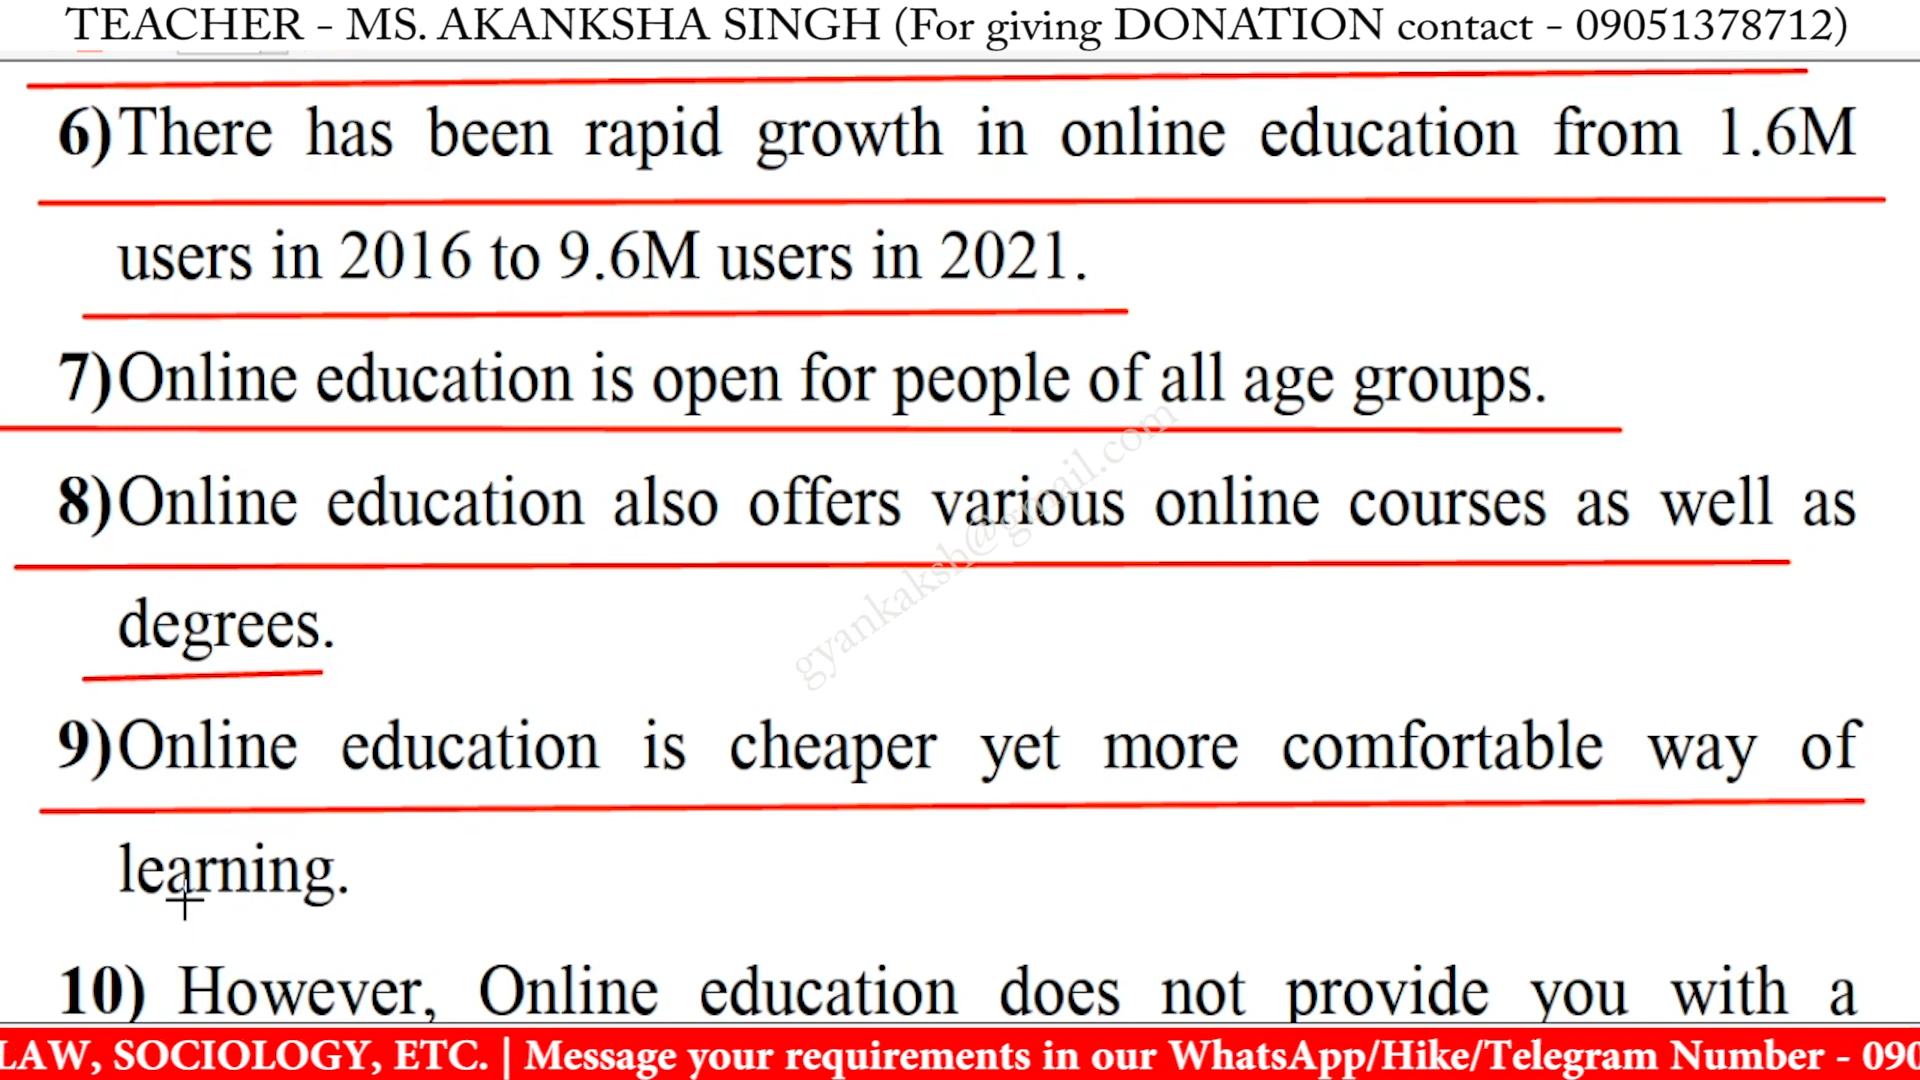 TEACHER - MS. AKANKSHA SINGH (For giving DONATION contact - 09051378712)
6) There has been rapid growth in online education from 1.6M
users in 2016 to 9.6M users in 2021.
7) Online education is open for people of all age groups.
8) Online education also offers various online courses as well as
degrees.
gyankaksh@gmail.com
9) Online education is cheaper yet more comfortable way of
learning.
10) However, Online education does not provide you with a
LAW, SOCIOLOGY, ETC. | Message your requirements in our WhatsApp/Hike/Telegram Number - 090